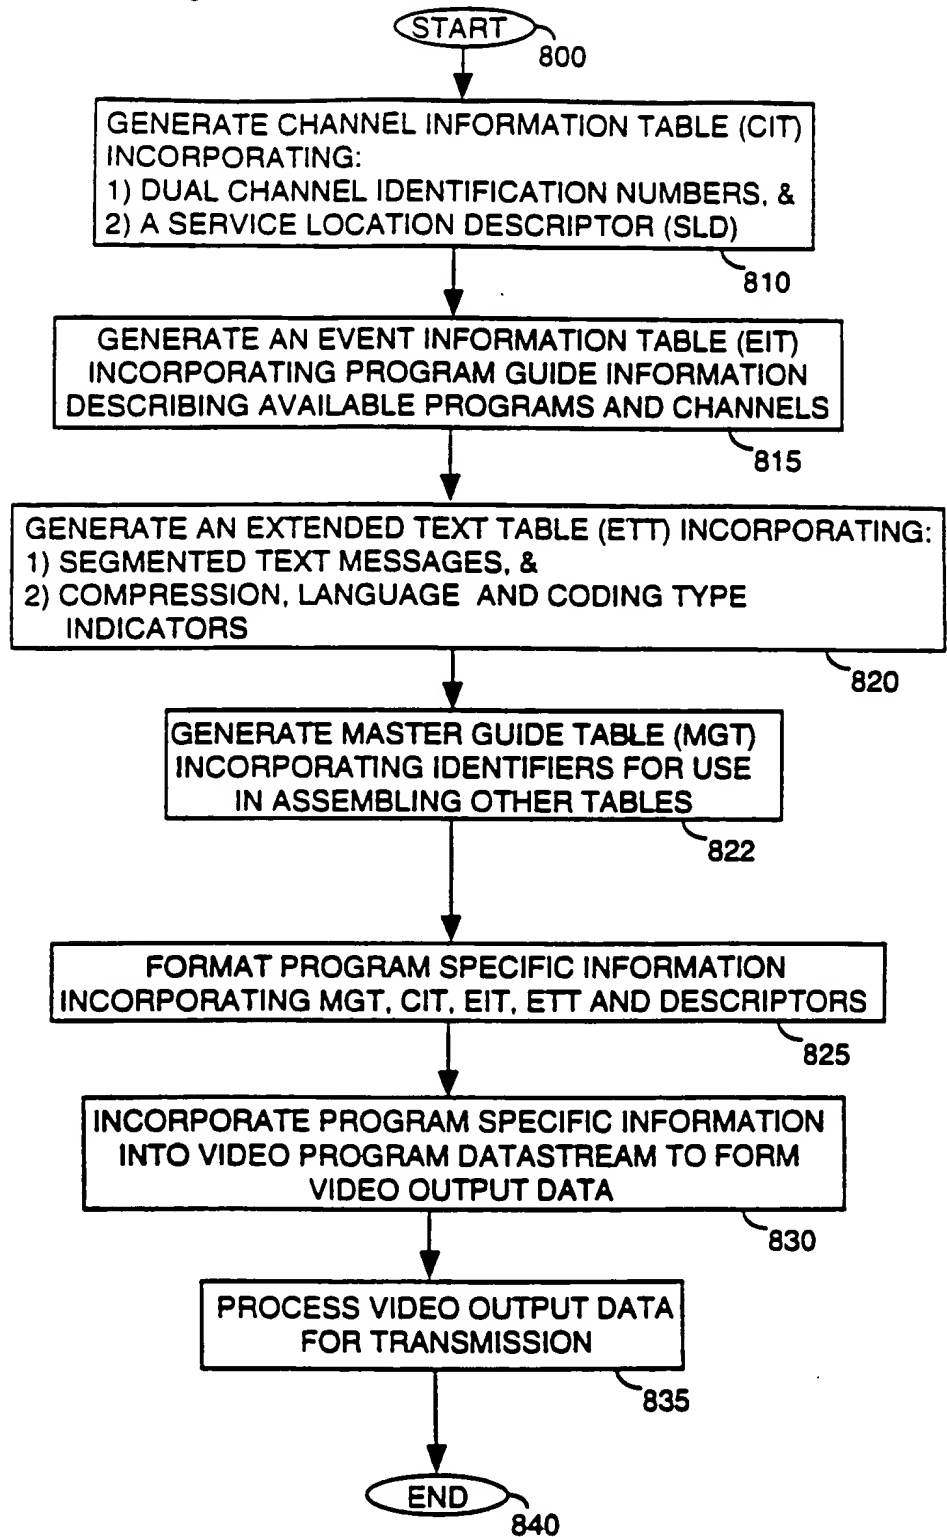 START
800
GENERATE CHANNEL INFORMATION TABLE (CIT)
INCORPORATING:
1) DUAL CHANNEL IDENTIFICATION NUMBERS, &
2) A SERVICE LOCATION DESCRIPTOR (SLD)
810
GENERATE AN EVENT INFORMATION TABLE (EIT)
INCORPORATING PROGRAM GUIDE INFORMATION
DESCRIBING AVAILABLE PROGRAMS AND CHANNELS
815
GENERATE AN EXTENDED TEXT TABLE (ETT) INCORPORATING:
1) SEGMENTED TEXT MESSAGES, &
2) COMPRESSION, LANGUAGE AND CODING TYPE
INDICATORS
820
GENERATE MASTER GUIDE TABLE (MGT)
INCORPORATING IDENTIFIERS FOR USE
IN ASSEMBLING OTHER TABLES
822
FORMAT PROGRAM SPECIFIC INFORMATION
INCORPORATING MGT, CIT, EIT, ETT AND DESCRIPTORS
825
INCORPORATE PROGRAM SPECIFIC INFORMATION
INTO VIDEO PROGRAM DATASTREAM TO FORM
VIDEO OUTPUT DATA
830
PROCESS VIDEO OUTPUT DATA
FOR TRANSMISSION
835
END
840